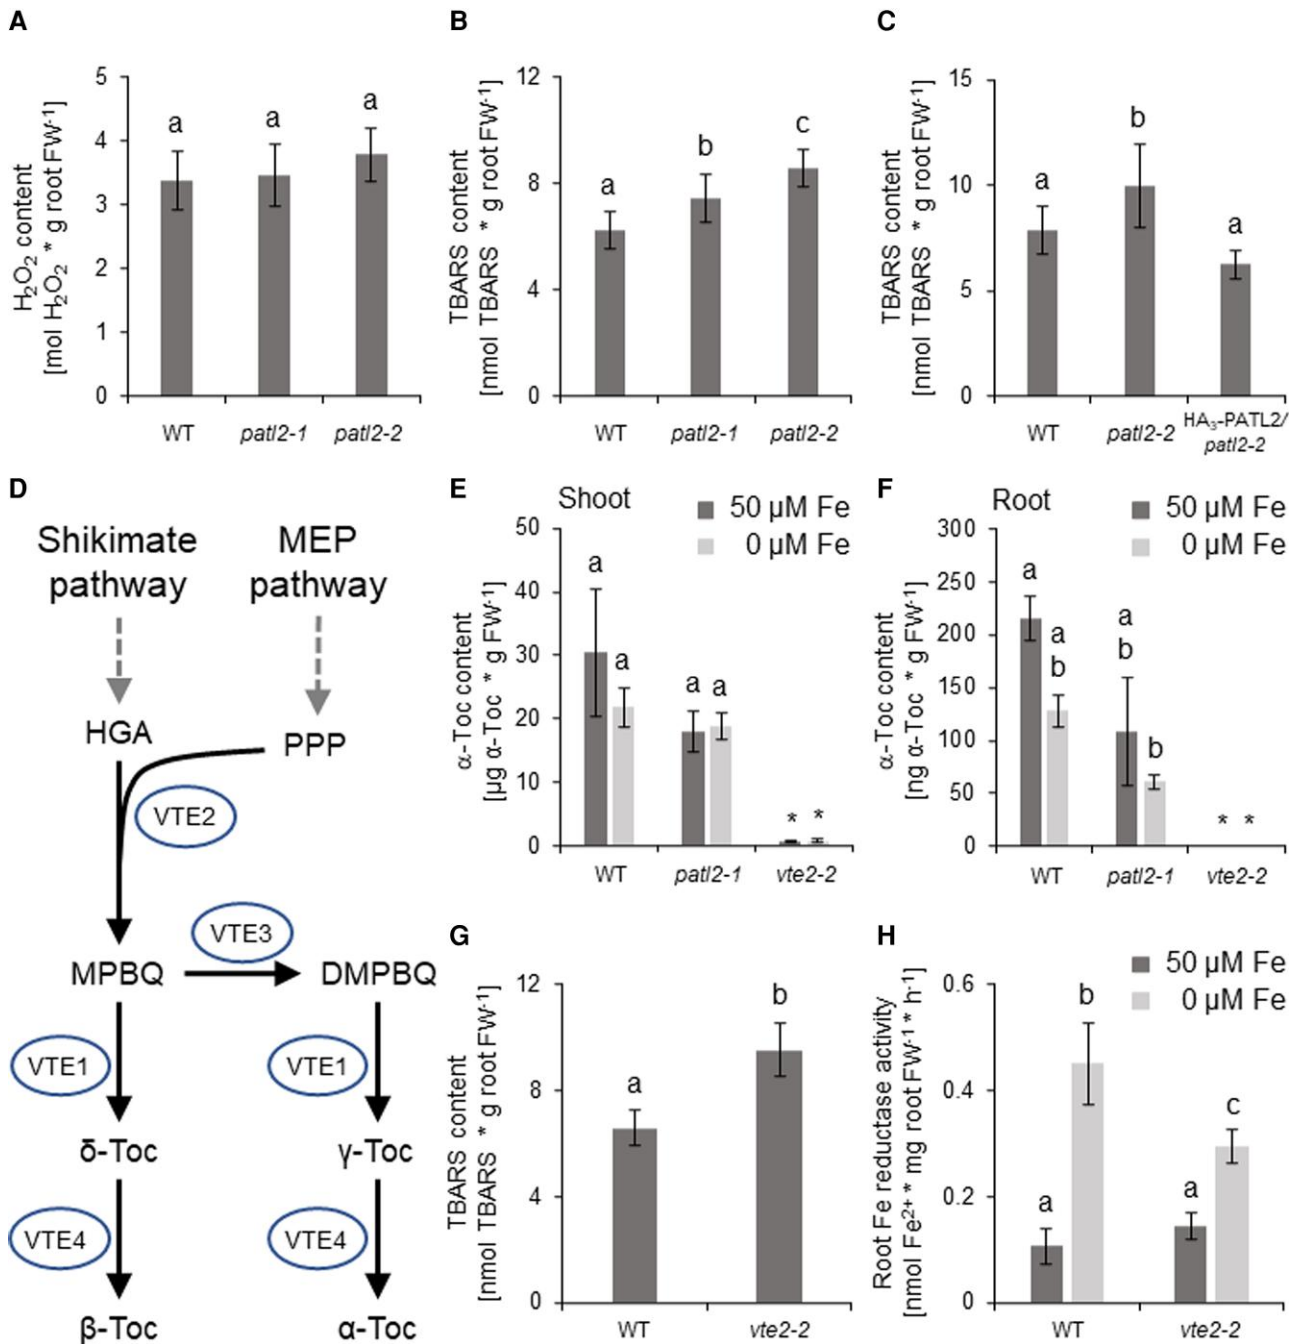 A
H₂O₂ content
[mol H₂O₂ * g root FW⁻¹]
5
4
3
2
1
0
a
a
a
WT
patl2-1
patl2-2
B
TBARS content
[nmol TBARS * g root FW⁻¹]
12
8
4
0
a
b
c
WT
patl2-1
patl2-2
C
TBARS content
[nmol TBARS * g root FW⁻¹]
15
10
5
0
a
b
a
WT
patl2-2
HA₃-PATL2/
patl2-2
D
Shikimate
pathway
MEP
pathway
HGA
PPP
VTE2
VTE3
MPBQ
DMPBQ
VTE1
VTE1
δ-Toc
γ-Toc
VTE4
VTE4
β-Toc
α-Toc
E
Shoot
50 µM Fe
0 µM Fe
α-Toc content
[µg α-Toc * g FW⁻¹]
50
40
30
20
10
0
a
a
a
a
*
*
WT
patl2-1
vte2-2
F
Root
50 µM Fe
0 µM Fe
α-Toc content
[ng α-Toc * g FW⁻¹]
300
250
200
150
100
50
0
a
a
b
a
b
b
*
*
WT
patl2-1
vte2-2
G
TBARS content
[nmol TBARS * g root FW⁻¹]
12
8
4
0
a
b
WT
vte2-2
H
50 µM Fe
0 µM Fe
Root Fe reductase activity
[nmol Fe²⁺ * mg root FW⁻¹ * h⁻¹]
0.6
0.4
0.2
0
a
b
a
c
WT
vte2-2